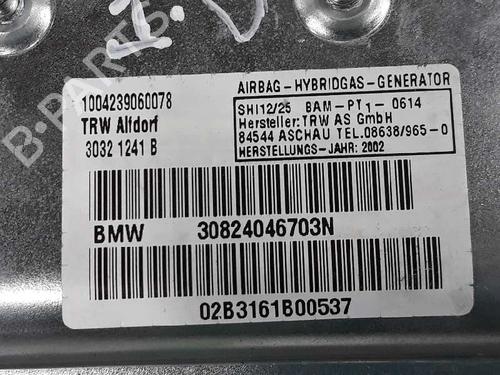 1004239060078
TRW Alfdorf
3032 1241 B
AIRBAG-HYBRIDGAS-GENERATOR
SHI12/25 BAM-PT1-0614
Hersteller:TRW AS GmbH
84544 ASCHAU TEL.08638/965-0
HERSTELLUNGS-JAHR: 2002
BMW 30824046703N
02B3161B00537
B-PARTS